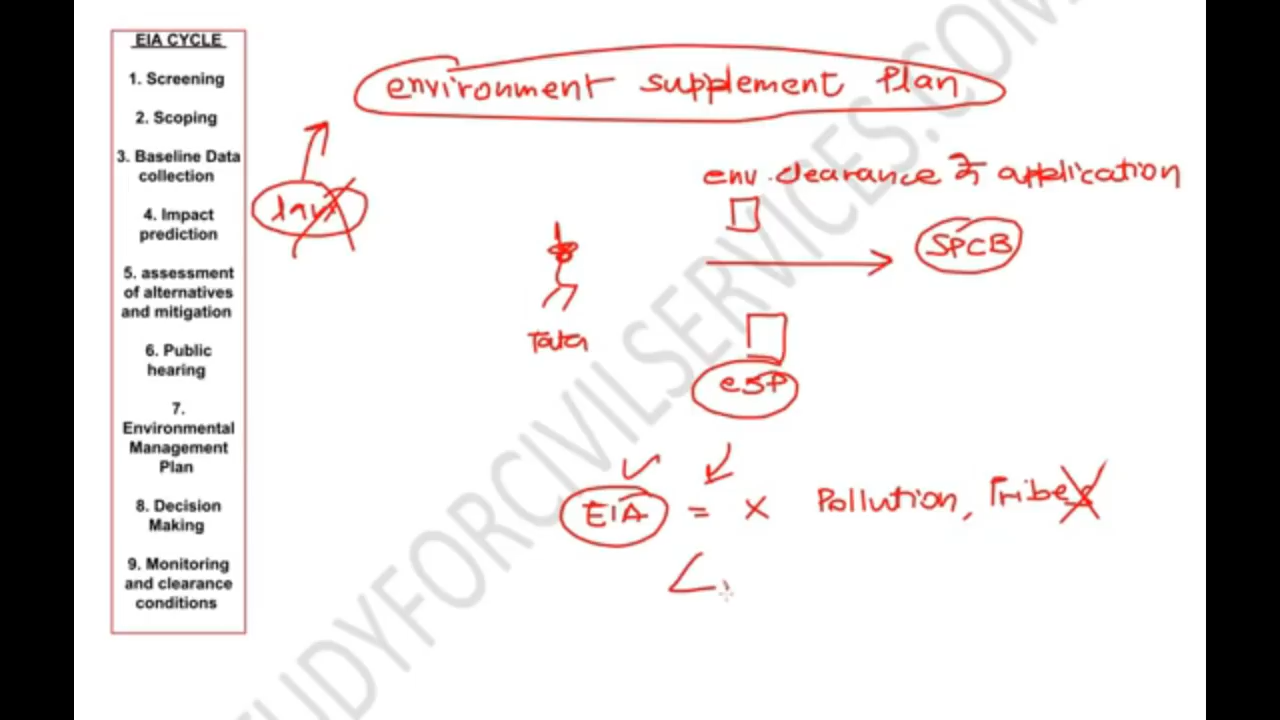 EIA CYCLE
1. Screening
2. Scoping
3. Baseline Data
collection
4. Impact
prediction
5. assessment
of alternatives
and mitigation
6. Public
hearing
7.
Environmental
Management
Plan
8. Decision
Making
9. Monitoring
and clearance
conditions
environment supplement Plan
env. clearance application
SPCB
Tata
ESP
EIA = x Pollution, Tribe
STUDYFORCIVILSERVICES.COM